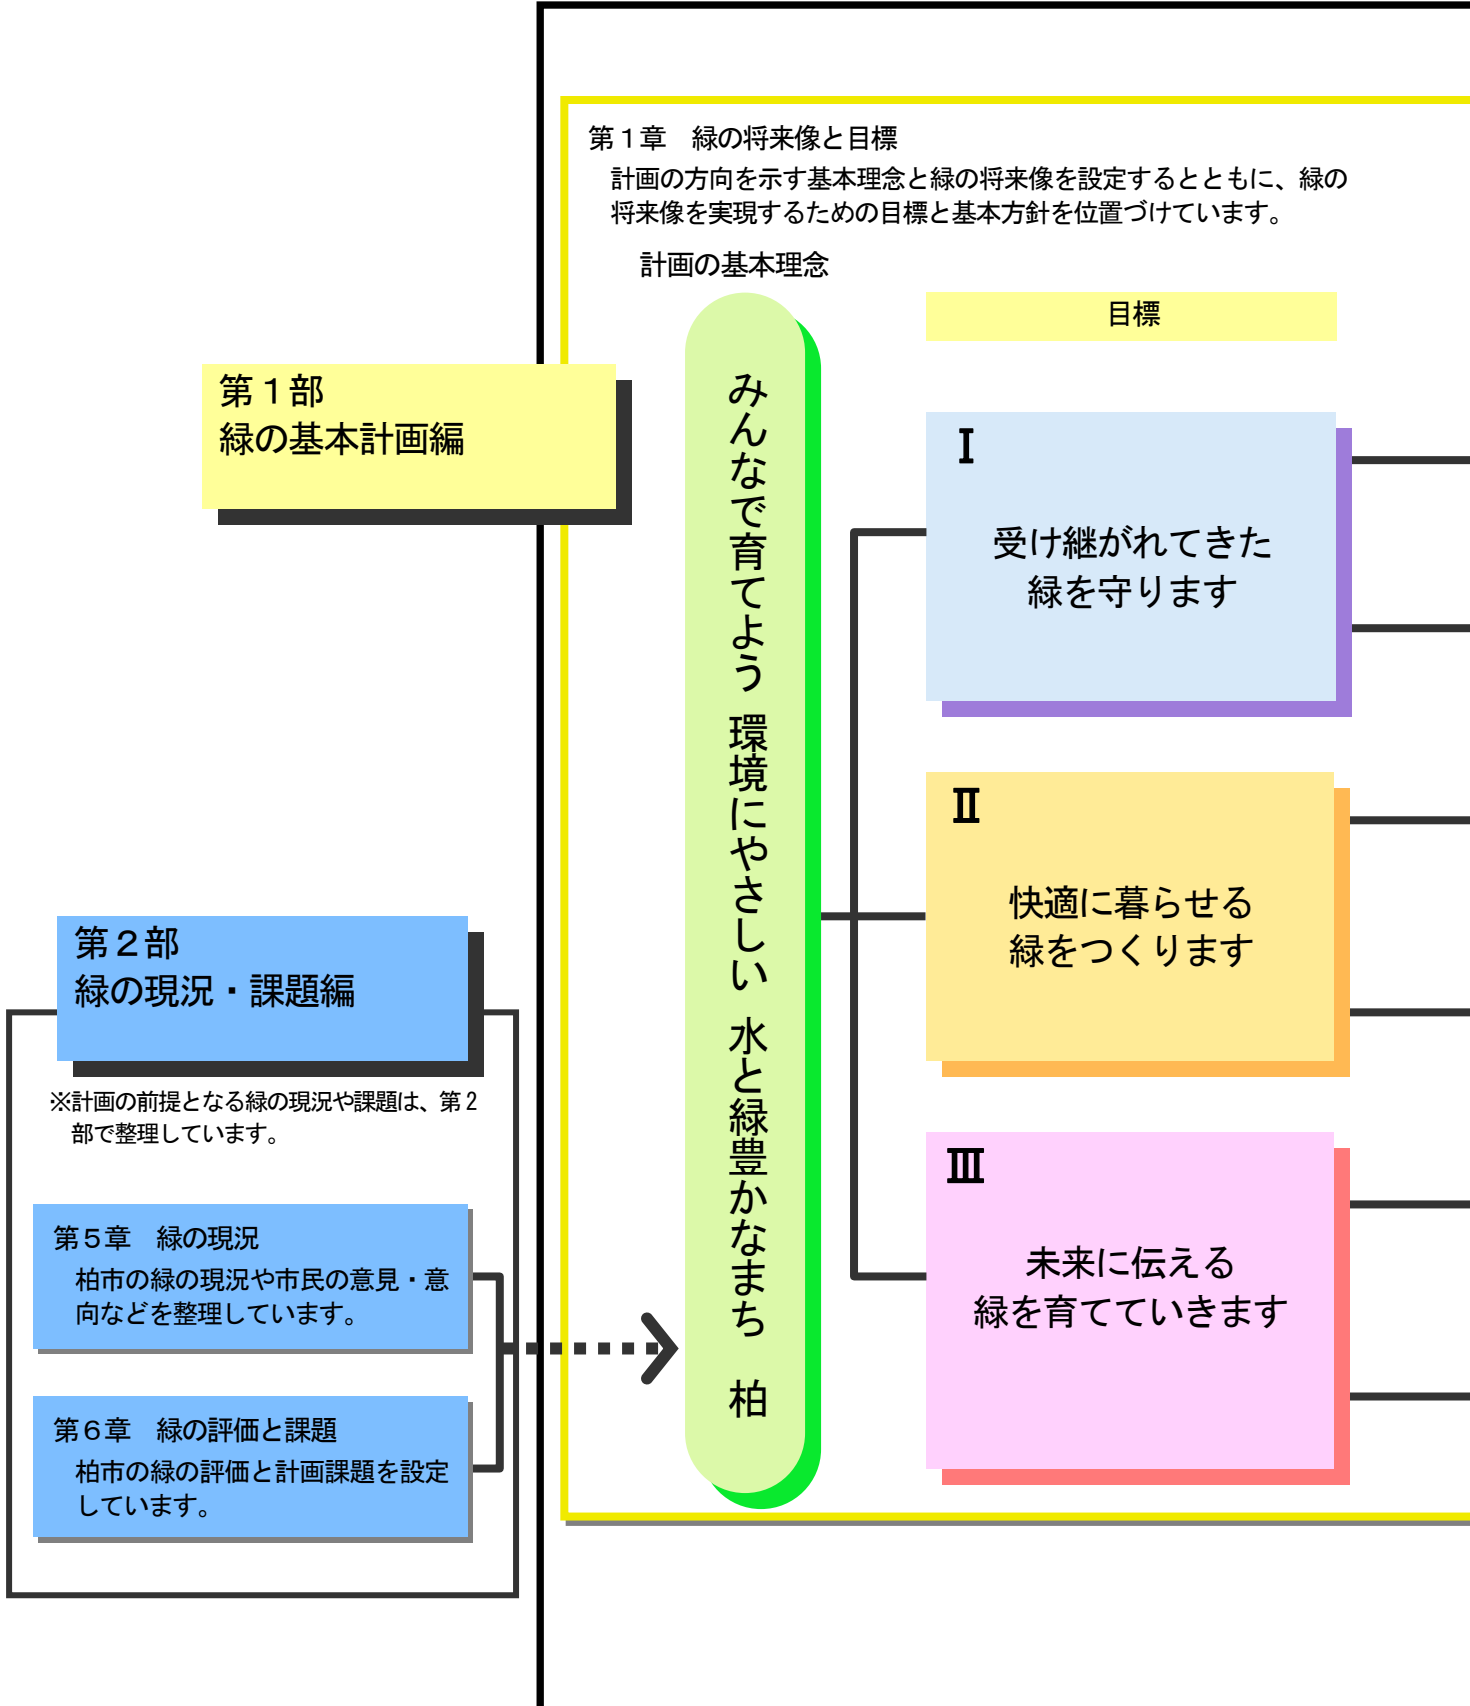 第１章　緑の将来像と目標
計画の方向を示す基本理念と緑の将来像を設定するとともに、緑の
将来像を実現するための目標と基本方針を位置づけています。
計画の基本理念
目標
第１部
緑の基本計画編
みんなで育てよう 環境にやさしい 水と緑豊かなまち　柏
Ⅰ
受け継がれてきた
緑を守ります
Ⅱ
快適に暮らせる
緑をつくります
Ⅲ
未来に伝える
緑を育てていきます
第２部
緑の現況・課題編
※計画の前提となる緑の現況や課題は、第2
部で整理しています。
第５章　緑の現況
柏市の緑の現況や市民の意見・意
向などを整理しています。
第６章　緑の評価と課題
柏市の緑の評価と計画課題を設定
しています。